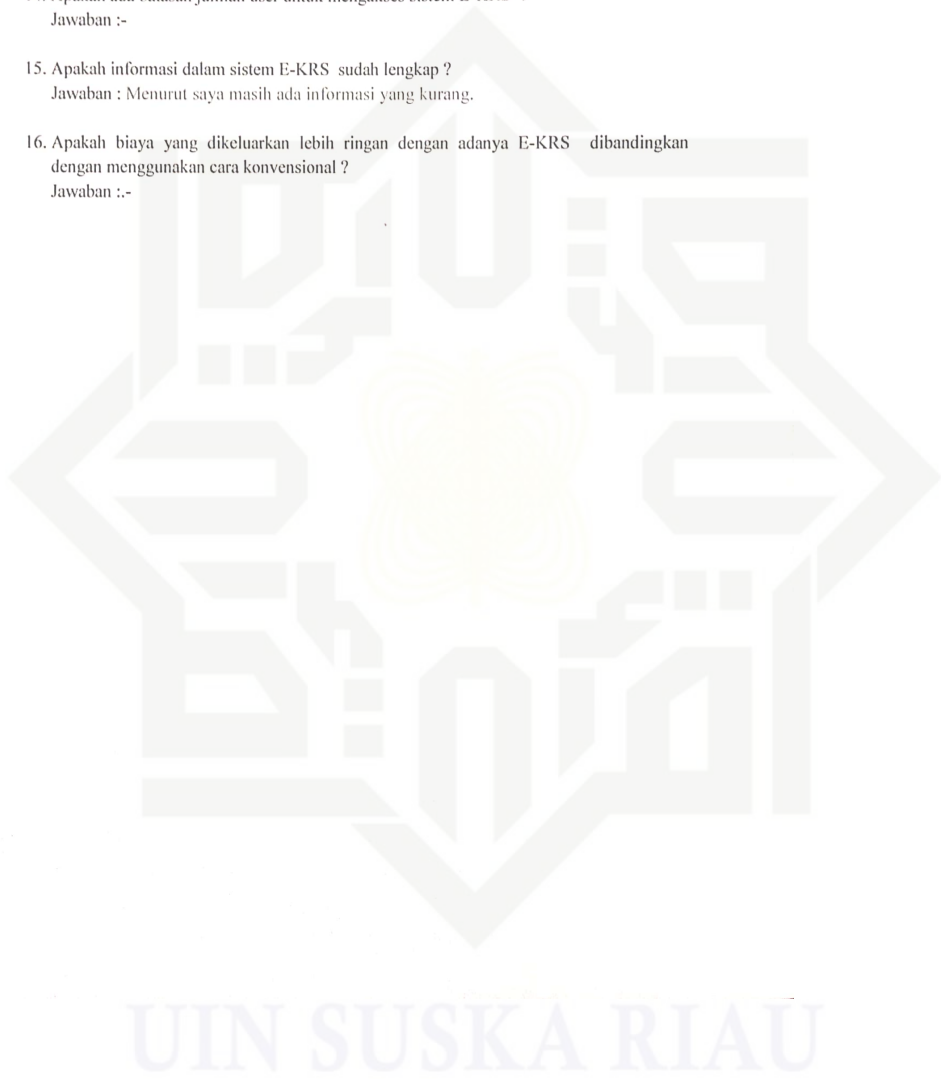 Jawaban :-
15. Apakah informasi dalam sistem E-KRS sudah lengkap ?
Jawaban : Menurut saya masih ada informasi yang kurang.
16. Apakah biaya yang dikeluarkan lebih ringan dengan adanya E-KRS dibandingkan
dengan menggunakan cara konvensional ?
Jawaban :.-
UIN SUSKA RIAU